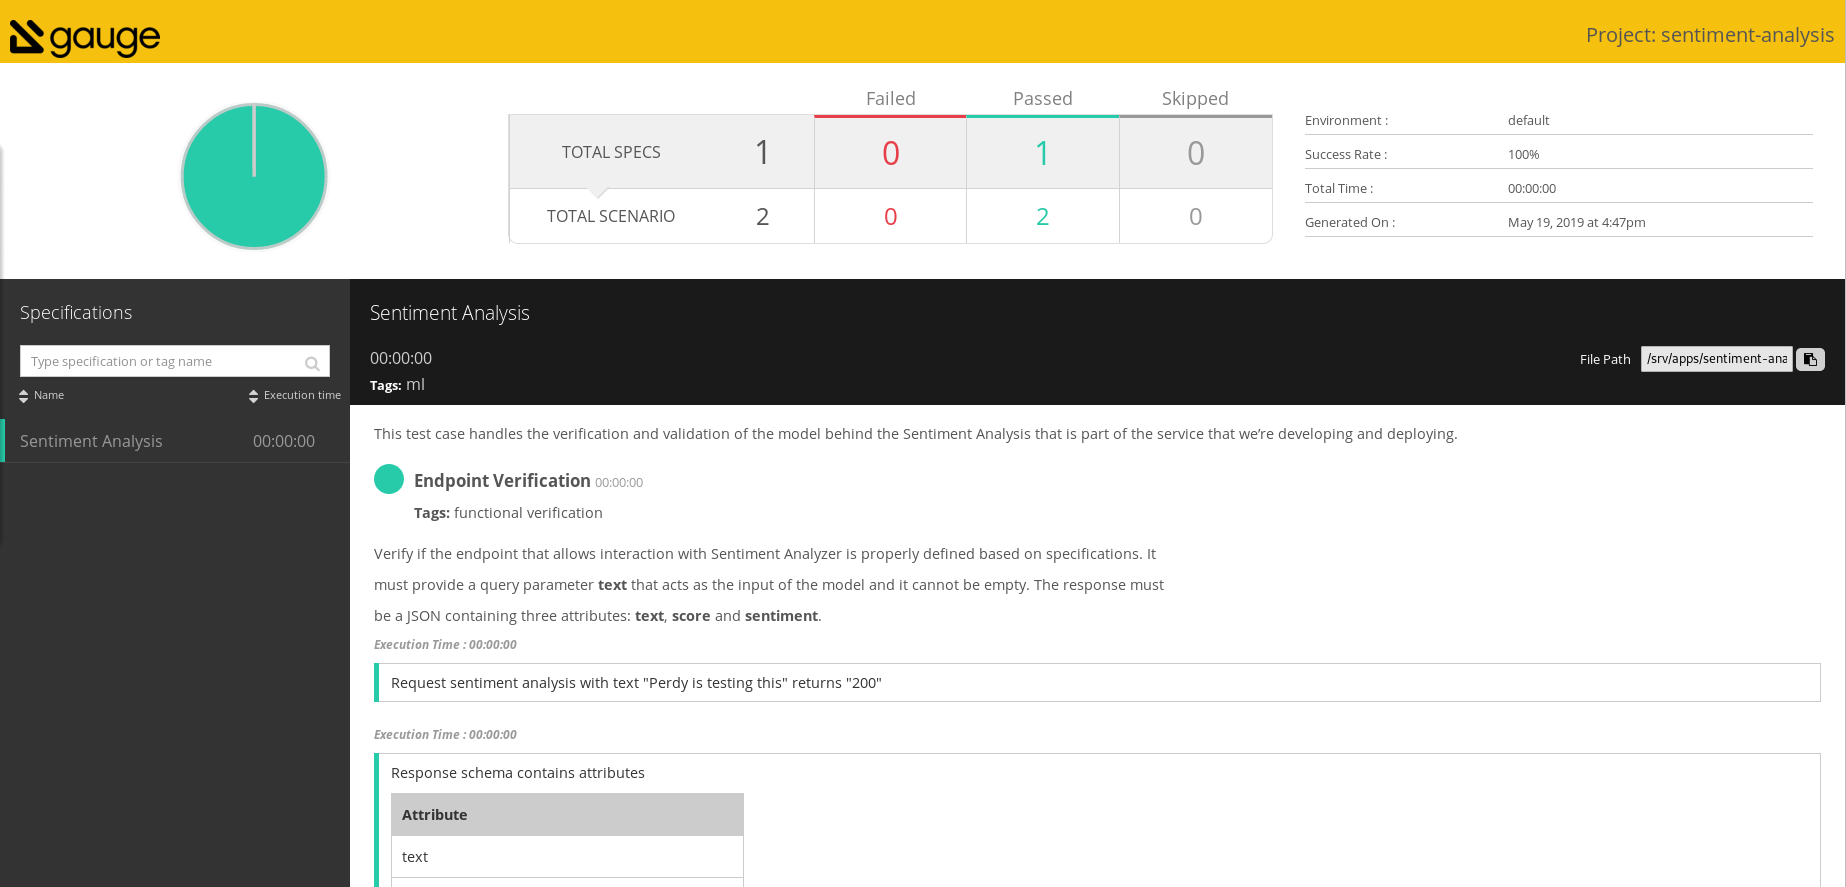 gauge
Project: sentiment-analysis
Failed Passed Skipped
TOTAL SPECS 1 0 1 0
TOTAL SCENARIO 2 0 2 0
Environment : default
Success Rate : 100%
Total Time : 00:00:00
Generated On : May 19, 2019 at 4:47pm
Specifications
Type specification or tag name
Name Execution time
Sentiment Analysis 00:00:00
Sentiment Analysis
00:00:00
Tags: ml
File Path /srv/apps/sentiment-ana
This test case handles the verification and validation of the model behind the Sentiment Analysis that is part of the service that we’re developing and deploying.
Endpoint Verification 00:00:00
Tags: functional verification
Verify if the endpoint that allows interaction with Sentiment Analyzer is properly defined based on specifications. It
must provide a query parameter text that acts as the input of the model and it cannot be empty. The response must
be a JSON containing three attributes: text, score and sentiment.
Execution Time : 00:00:00
Request sentiment analysis with text "Perdy is testing this" returns "200"
Execution Time : 00:00:00
Response schema contains attributes
Attribute
text